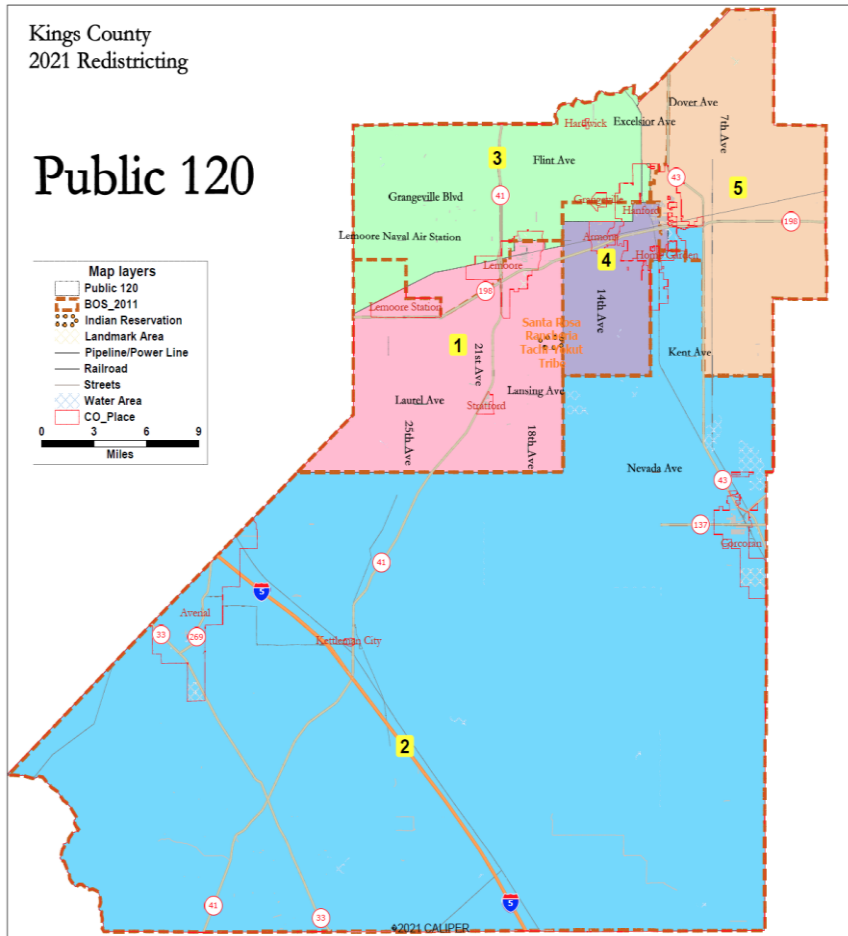 Kings County
2021 Redistricting
Public 120
Map layers
Public 120
BOS_2011
Indian Reservation
Landmark Area
Pipeline/Power Line
Railroad
Streets
Water Area
CO_Place
0 3 6 9
Miles
Dover Ave
Hardwick
Excelsior Ave
7th Ave
3
Flint Ave
43
5
Grangeville Blvd
41
Grangeville
Hanford
198
Lemoore Naval Air Station
Armona
Lemoore
4
Home Garden
198
Lemoore Station
14th Ave
Santa Rosa
Rancheria
Tachi Yokut
Tribe
1
21st Ave
Kent Ave
Laurel Ave
Lansing Ave
Stratford
25th Ave
18th Ave
Nevada Ave
43
137
Corcoran
41
5
Avenal
33
269
Kettleman City
2
41
33
5
©2021 CALIPER